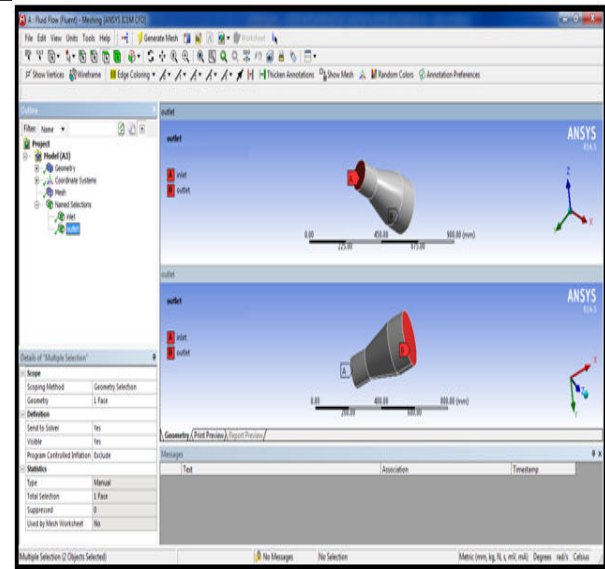 A : Fluid Flow (Fluent) - Meshing [ANSYS ICEM CFD]
File Edit View Units Tools Help Generate Mesh Worksheet
Show Vertices Wireframe Edge Coloring Thicken Annotations Show Mesh Random Colors Annotation Preferences
Outline
Filter: Name
Project
Model (A3)
Geometry
Coordinate Systems
Mesh
Named Selections
inlet
outlet
Details of "Multiple Selection"
Scope
Scoping Method Geometry Selection
Geometry 1 Face
Definition
Send to Solver Yes
Visible Yes
Program Controlled Inflation Exclude
Statistics
Type Manual
Total Selection 1 Face
Suppressed 0
Used by Mesh Worksheet No
outlet
outlet
A inlet
B outlet
ANSYS
R14.5
A
B
Z
X
Y
0.00 450.00 900.00 (mm)
225.00 675.00
outlet
outlet
A inlet
B outlet
ANSYS
R14.5
A
B
X
Z
Y
0.00 400.00 800.00 (mm)
200.00 600.00
Geometry Print Preview Report Preview
Messages
Text Association Timestamp
Multiple Selection (2 Objects Selected) No Messages No Selection Metric (mm, kg, N, s, mV, mA) Degrees rad/s Celsius